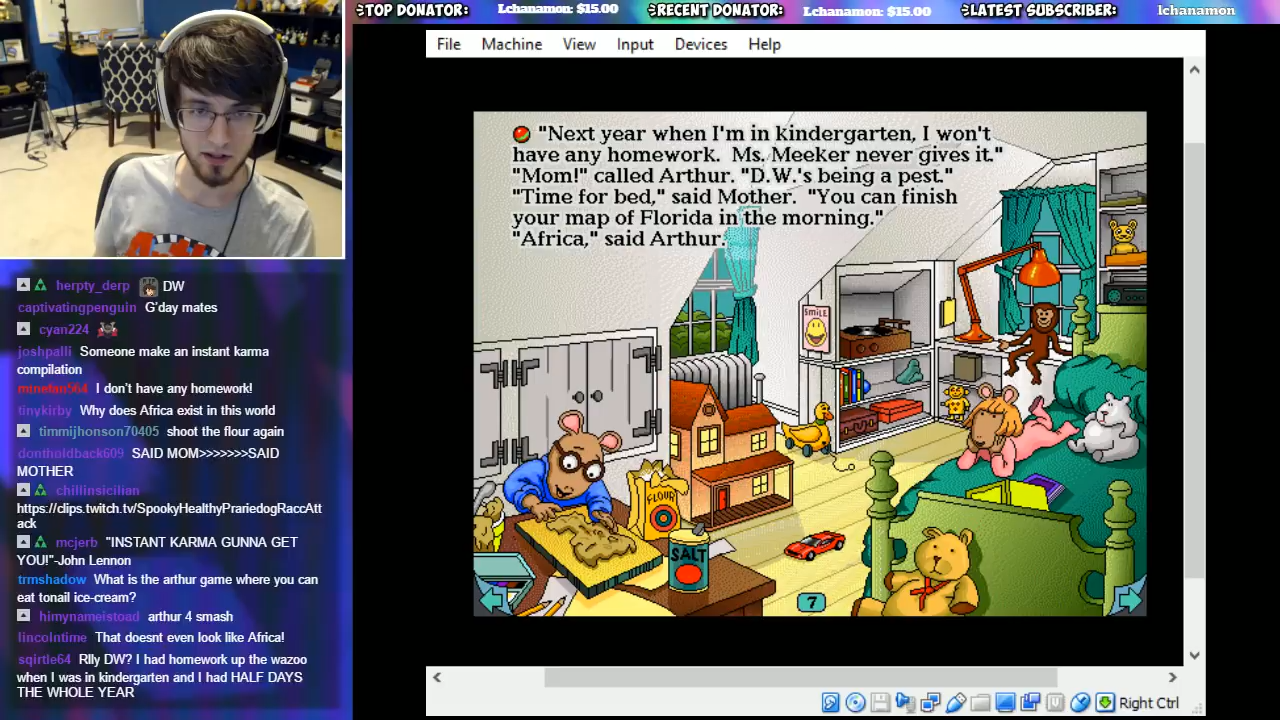 TOP DONATOR: Lchanamon: $15.00 RECENT DONATOR: Lchanamon: $15.00 LATEST SUBSCRIBER: lchanamon
File Machine View Input Devices Help
"Next year when I'm in kindergarten, I won't
have any homework. Ms. Meeker never gives it."
"Mom!" called Arthur. "D.W.'s being a pest."
"Time for bed," said Mother. "You can finish
your map of Florida in the morning."
"Africa," said Arthur.
SMILE
FLOUR
SALT
7
Right Ctrl
herpty_derp DW
captivatingpenguin G'day mates
cyan224
joshpalli Someone make an instant karma
compilation
minefan564 I don't have any homework!
tinykirby Why does Africa exist in this world
timmijhonson70405 shoot the flour again
dontholdback609 SAID MOM>>>>>>>SAID
MOTHER
chillinsicilian
https://clips.twitch.tv/SpookyHealthyPrariedogRaccAtt
ack
mcjerb "INSTANT KARMA GUNNA GET
YOU!"-John Lennon
trmshadow What is the arthur game where you can
eat tonail ice-cream?
himynameistoad arthur 4 smash
lincolntime That doesnt even look like Africa!
sqirtle64 Rlly DW? I had homework up the wazoo
when I was in kindergarten and I had HALF DAYS
THE WHOLE YEAR